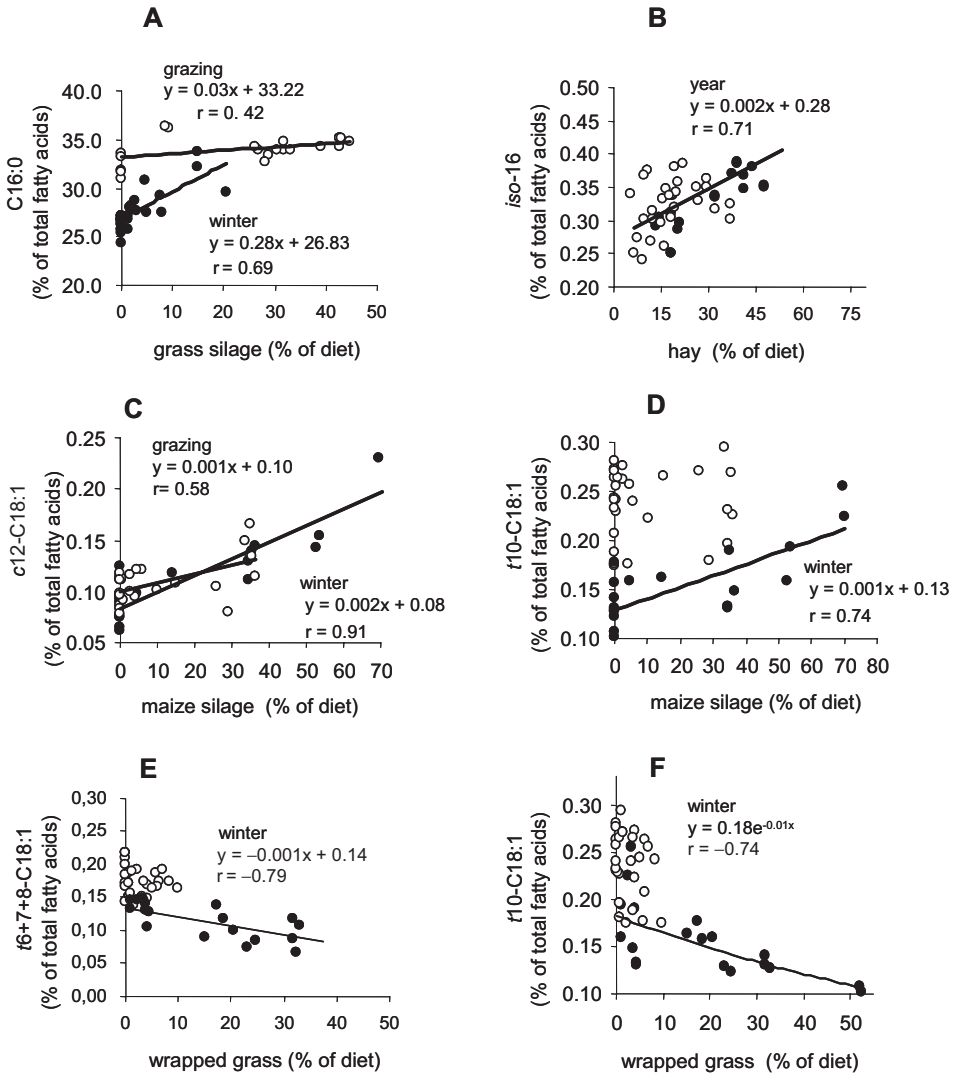 A
grazing
y = 0.03x + 33.22
r = 0. 42
40.0
35.0
30.0
25.0
20.0
C16:0
(% of total fatty acids)
winter
y = 0.28x + 26.83
r = 0.69
0 10 20 30 40 50
grass silage (% of diet)
B
year
y = 0.002x + 0.28
r = 0.71
0.50
0.45
0.40
0.35
0.30
0.25
0.20
iso-16
(% of total fatty acids)
0 15 30 45 60 75
hay (% of diet)
C
grazing
y = 0.001x + 0.10
r= 0.58
0.25
0.20
0.15
0.10
0.05
c12-C18:1
(% of total fatty acids)
winter
y = 0.002x + 0.08
r = 0.91
0 10 20 30 40 50 60 70
maize silage (% of diet)
D
0.30
0.25
0.20
0.15
0.10
t10-C18:1
(% of total fatty acids)
winter
y = 0.001x + 0.13
r = 0.74
0 10 20 30 40 50 60 70 80
maize silage (% of diet)
E
0,30
0,25
0,20
0,15
0,10
0,05
0,00
t6+7+8-C18:1
(% of total fatty acids)
winter
y = −0.001x + 0.14
r = −0.79
0 10 20 30 40 50
wrapped grass (% of diet)
F
winter
y = 0.18e-0.01x
r = −0.74
0.30
0.25
0.20
0.15
0.10
t10-C18:1
(% of total fatty acids)
0 10 20 30 40 50
wrapped grass (% of diet)